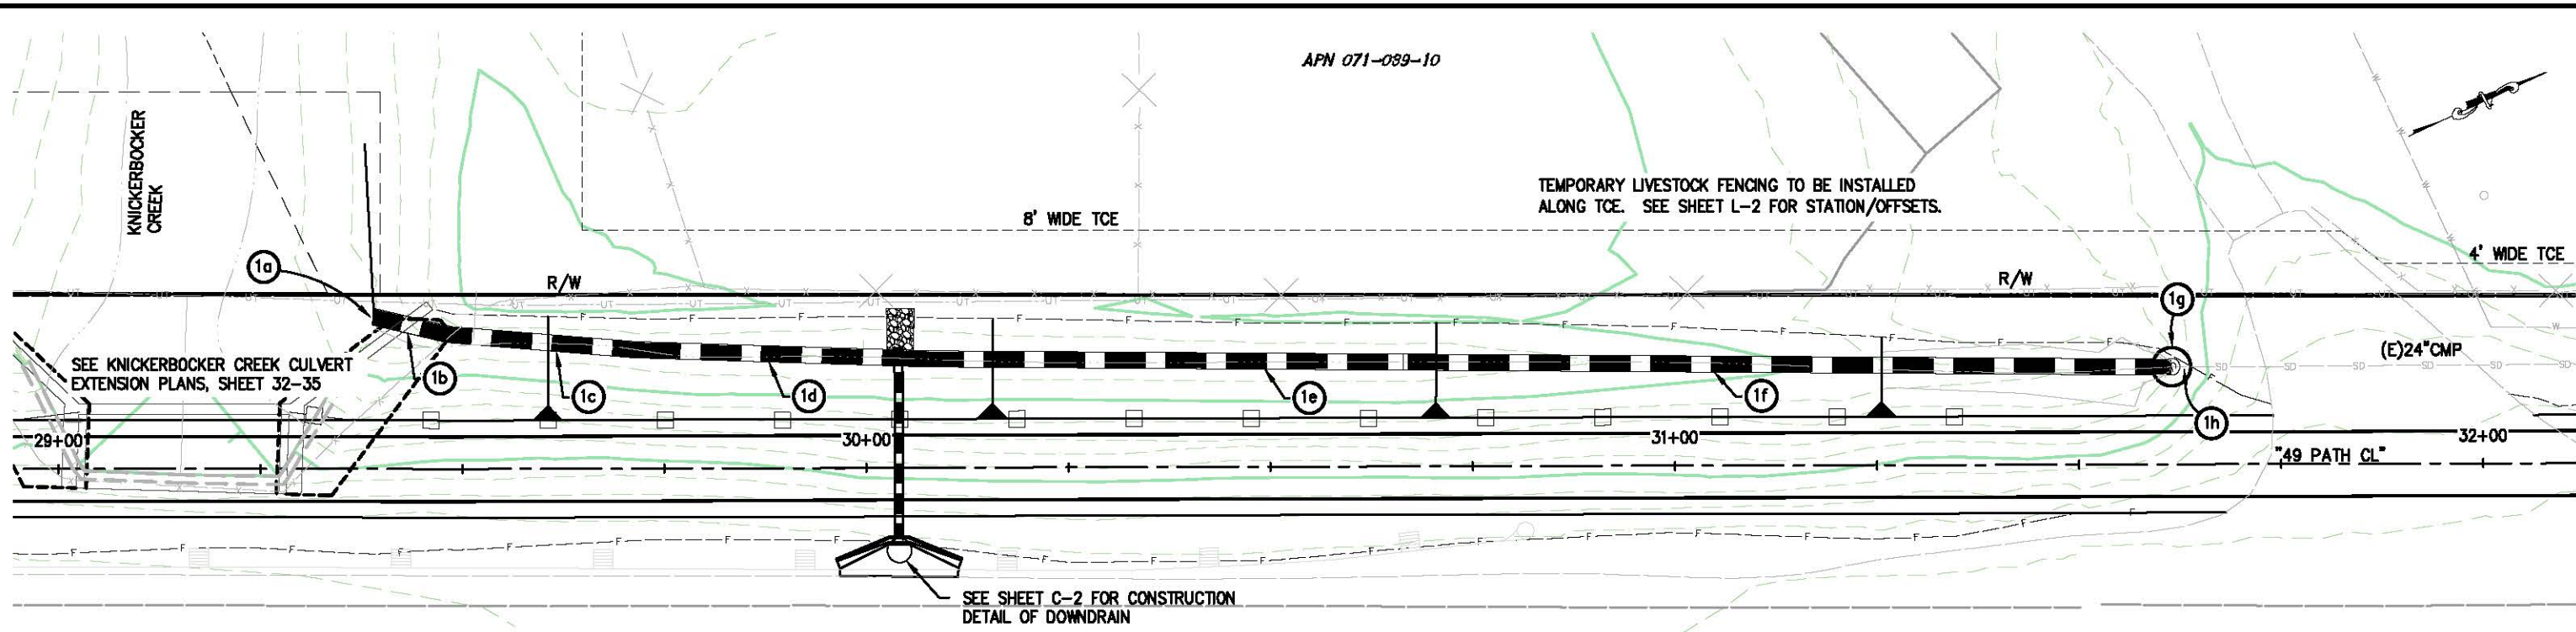 APN 071-089-10
KNICKERBOCKER
CREEK
TEMPORARY LIVESTOCK FENCING TO BE INSTALLED
ALONG TCE. SEE SHEET L-2 FOR STATION/OFFSETS.
8' WIDE TCE
4' WIDE TCE
1a
R/W
R/W
1g
SEE KNICKERBOCKER CREEK CULVERT
EXTENSION PLANS, SHEET 32-35
(E)24"CMP
1b
1c
1d
1e
1f
1h
29+00
30+00
31+00
32+00
"49 PATH CL"
SEE SHEET C-2 FOR CONSTRUCTION
DETAIL OF DOWNDRAIN